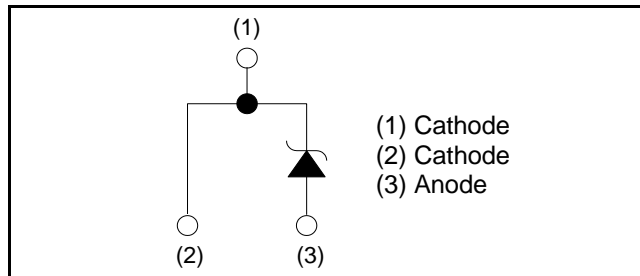 (1)
(1) Cathode
(2) Cathode
(3) Anode
(2)
(3)